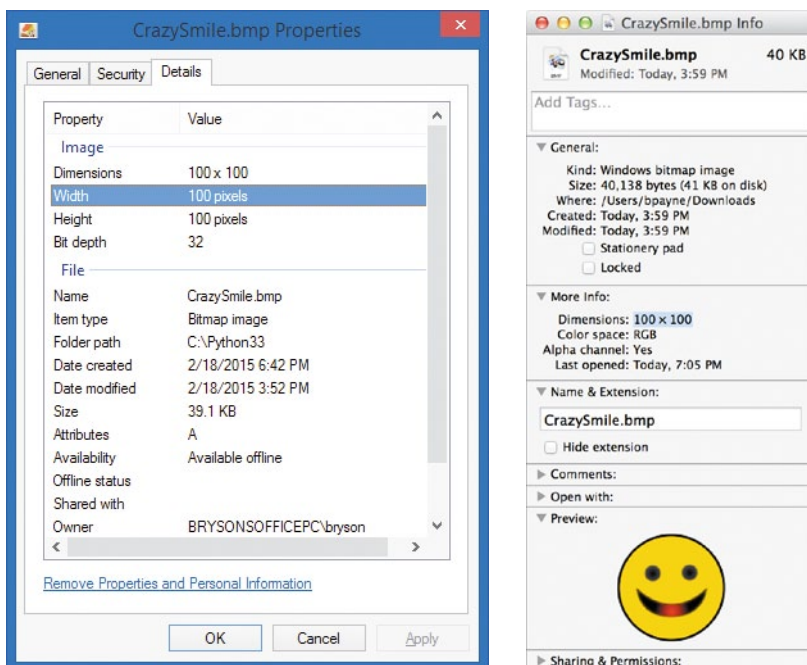 CrazySmile.bmp Properties
General Security Details
Property Value
Image
Dimensions 100 x 100
Width 100 pixels
Height 100 pixels
Bit depth 32
File
Name CrazySmile.bmp
Item type Bitmap image
Folder path C:\Python33
Date created 2/18/2015 6:42 PM
Date modified 2/18/2015 3:52 PM
Size 39.1 KB
Attributes A
Availability Available offline
Offline status
Shared with
Owner BRYSONSOFFICEPC\bryson
Remove Properties and Personal Information
OK Cancel Apply
CrazySmile.bmp Info
CrazySmile.bmp 40 KB
Modified: Today, 3:59 PM
Add Tags...
General:
Kind: Windows bitmap image
Size: 40,138 bytes (41 KB on disk)
Where: /Users/bpayne/Downloads
Created: Today, 3:59 PM
Modified: Today, 3:59 PM
Stationery pad
Locked
More Info:
Dimensions: 100 × 100
Color space: RGB
Alpha channel: Yes
Last opened: Today, 7:05 PM
Name & Extension:
CrazySmile.bmp
Hide extension
Comments:
Open with:
Preview:
Sharing & Permissions: